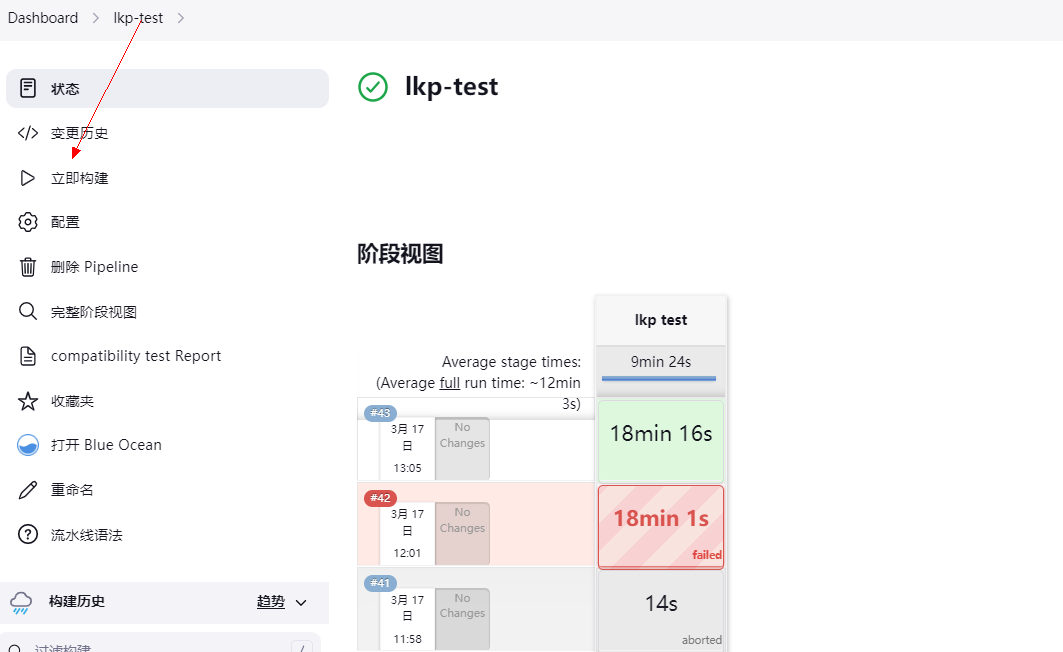 Dashboard
lkp-test
状态
变更历史
立即构建
配置
删除 Pipeline
完整阶段视图
compatibility test Report
收藏夹
打开 Blue Ocean
重命名
流水线语法
构建历史
趋势
过滤构建
/
lkp-test
阶段视图
lkp test
Average stage times:
(Average full run time: ~12min
3s)
9min 24s
#43
3月 17
日
13:05
No
Changes
18min 16s
#42
3月 17
日
12:01
No
Changes
18min 1s
failed
#41
3月 17
日
11:58
No
Changes
14s
aborted